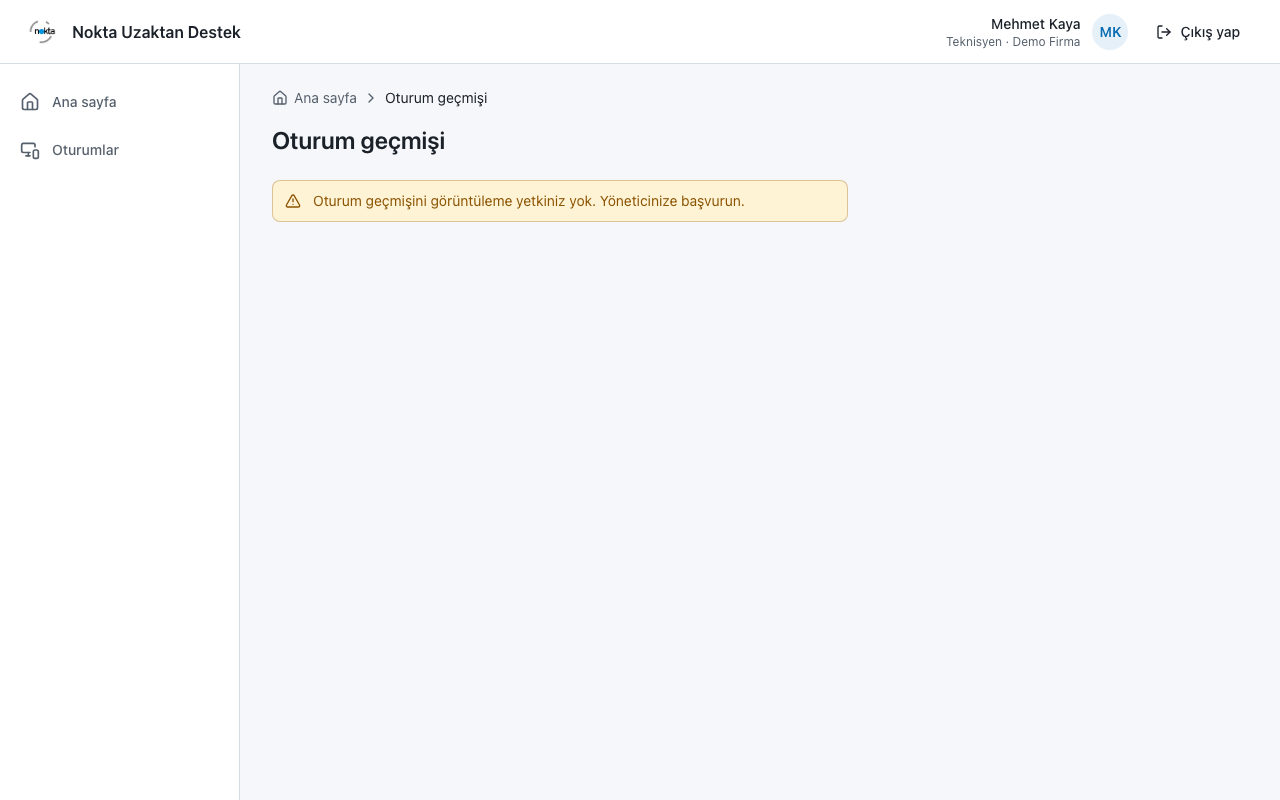 nokta
Nokta Uzaktan Destek
Mehmet Kaya
Teknisyen · Demo Firma
MK
Çıkış yap
Ana sayfa
Oturumlar
Ana sayfa > Oturum geçmişi
Oturum geçmişi
Oturum geçmişini görüntüleme yetkiniz yok. Yöneticinize başvurun.